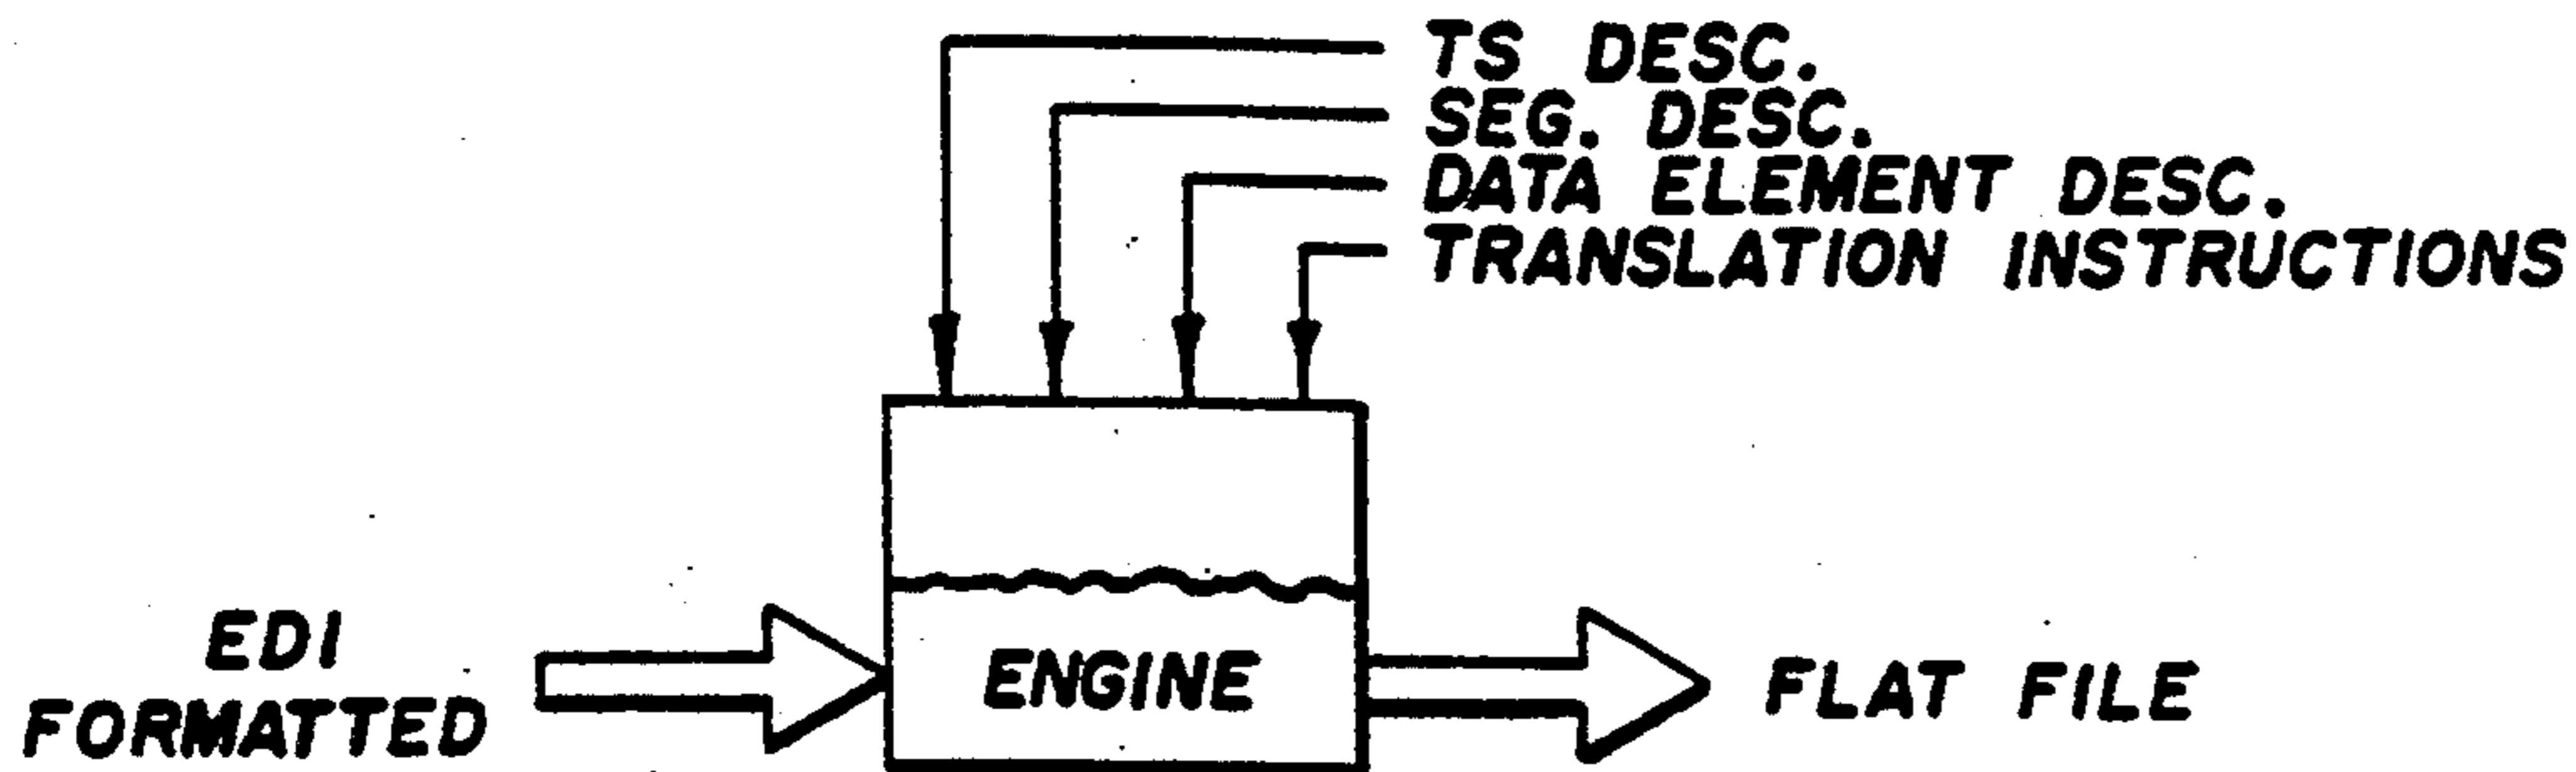 TS DESC.
SEG. DESC.
DATA ELEMENT DESC.
TRANSLATION INSTRUCTIONS
EDI
FORMATTED
ENGINE
FLAT FILE